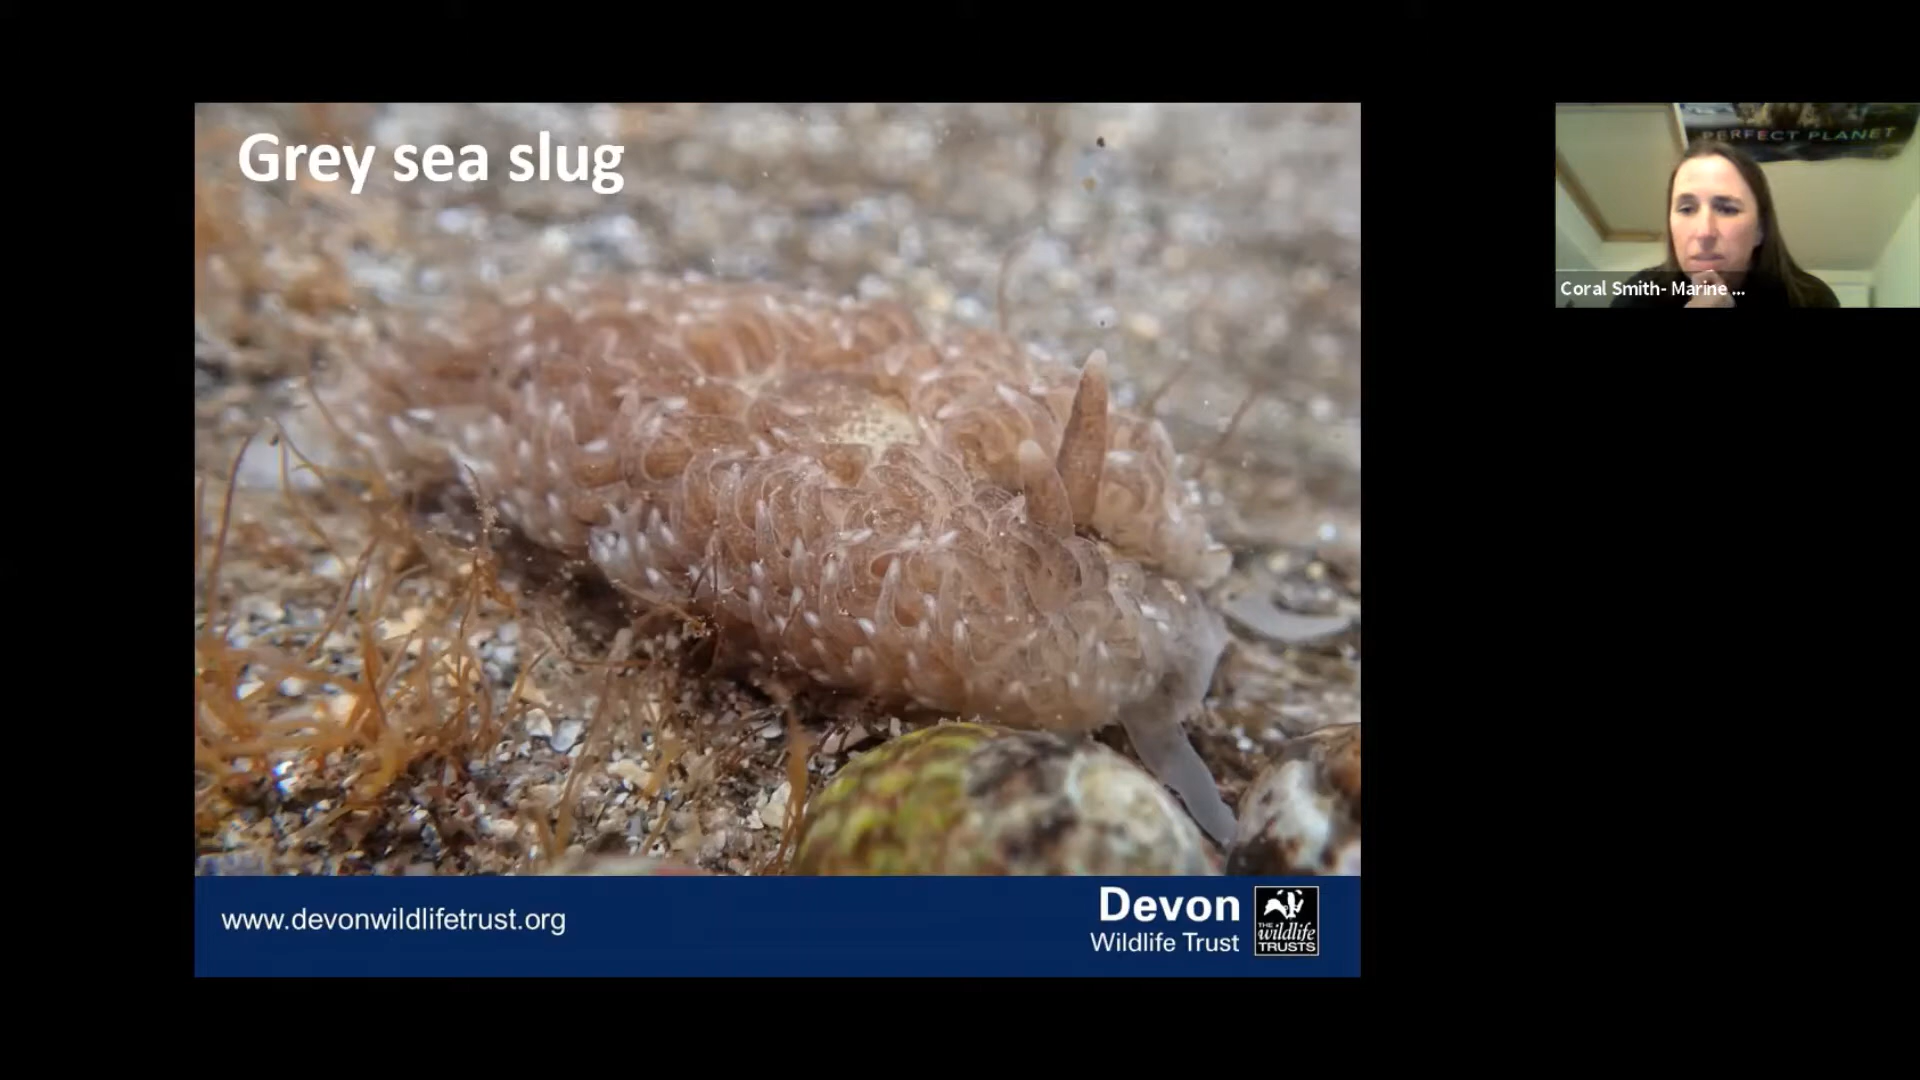 Grey sea slug
PERFECT PLANET
Coral Smith- Marine ...
www.devonwildlifetrust.org
Devon
Wildlife Trust
THE
wildlife
TRUSTS